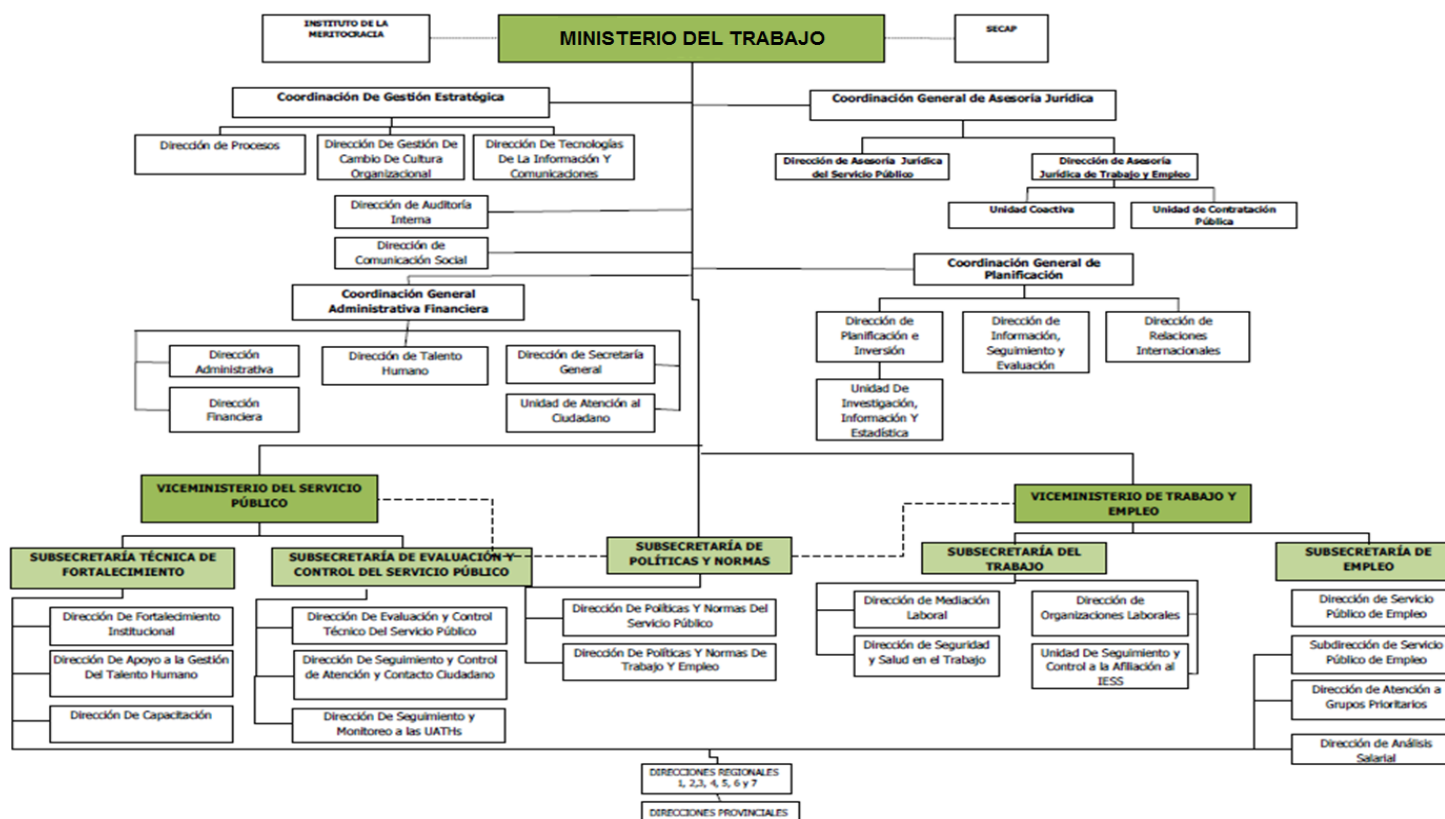 INSTITUTO DE LA
MERITOCRACIA
MINISTERIO DEL TRABAJO
SECAP
Coordinación De Gestión Estratégica
Coordinación General de Asesoría Jurídica
Dirección de Procesos
Dirección De Gestión De
Cambio De Cultura
Organizacional
Dirección De Tecnologías
De La Información Y
Comunicaciones
Dirección de Asesoría Jurídica
del Servicio Público
Dirección de Asesoría
Jurídica de Trabajo y Empleo
Unidad Coactiva
Unidad de Contratación
Pública
Dirección de Auditoría
Interna
Dirección de
Comunicación Social
Coordinación General de
Planificación
Coordinación General
Administrativa Financiera
Dirección de
Planificación e
Inversión
Dirección de
Información,
Seguimiento y
Evaluación
Dirección de
Relaciones
Internacionales
Dirección
Administrativa
Dirección de Talento
Humano
Dirección de Secretaría
General
Dirección
Financiera
Unidad de Atención al
Ciudadano
Unidad De
Investigación,
Información Y
Estadística
VICEMINISTERIO DEL SERVICIO
PÚBLICO
VICEMINISTERIO DE TRABAJO Y
EMPLEO
SUBSECRETARÍA TÉCNICA DE
FORTALECIMIENTO
SUBSECRETARÍA DE EVALUACIÓN Y
CONTROL DEL SERVICIO PÚBLICO
SUBSECRETARÍA DE
POLÍTICAS Y NORMAS
SUBSECRETARÍA DEL
TRABAJO
SUBSECRETARÍA DE
EMPLEO
Dirección De Fortalecimiento
Institucional
Dirección De Apoyo a la Gestión
Del Talento Humano
Dirección De Capacitación
Dirección De Evaluación y Control
Técnico Del Servicio Público
Dirección De Seguimiento y Control
de Atención y Contacto Ciudadano
Dirección De Seguimiento y
Monitoreo a las UATHs
Dirección De Políticas Y Normas Del
Servicio Público
Dirección De Políticas Y Normas De
Trabajo Y Empleo
Dirección de Mediación
Laboral
Dirección de Seguridad
y Salud en el Trabajo
Dirección de
Organizaciones Laborales
Unidad De Seguimiento y
Control a la Afiliación al
IESS
Dirección de Servicio
Público de Empleo
Subdirección de Servicio
Público de Empleo
Dirección de Atención a
Grupos Prioritarios
Dirección de Análisis
Salarial
DIRECCIONES REGIONALES
1, 2,3, 4, 5, 6 y 7
DIRECCIONES PROVINCIALES